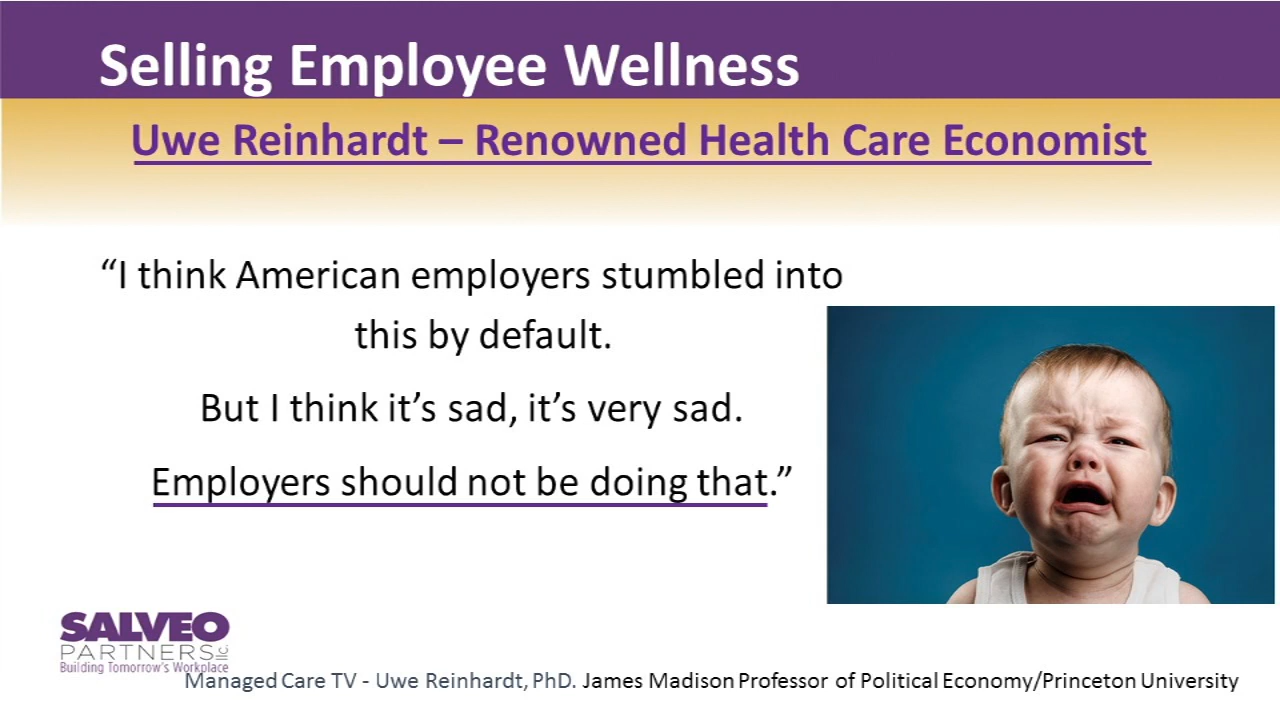 Selling Employee Wellness
Uwe Reinhardt – Renowned Health Care Economist
“I think American employers stumbled into
this by default.
But I think it’s sad, it’s very sad.
Employers should not be doing that.”
SALVEO
PARTNERS LLC
Building Tomorrow’s Workplace
Managed Care TV - Uwe Reinhardt, PhD. James Madison Professor of Political Economy/Princeton University